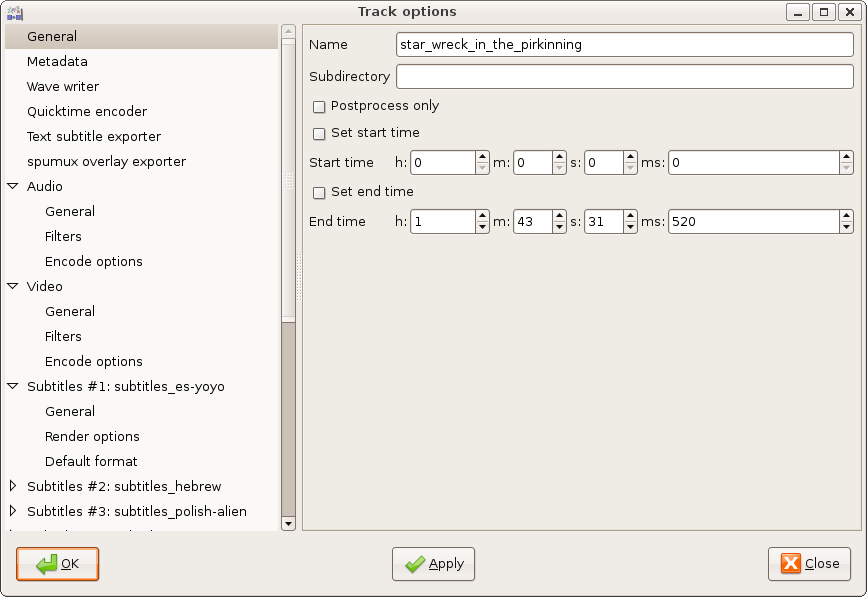 Track options
General
Metadata
Wave writer
Quicktime encoder
Text subtitle exporter
spumux overlay exporter
Audio
General
Filters
Encode options
Video
General
Filters
Encode options
Subtitles #1: subtitles_es-yoyo
General
Render options
Default format
Subtitles #2: subtitles_hebrew
Subtitles #3: subtitles_polish-alien
Name star_wreck_in_the_pirkinning
Subdirectory
Postprocess only
Set start time
Start time h: 0 m: 0 s: 0 ms: 0
Set end time
End time h: 1 m: 43 s: 31 ms: 520
OK Apply Close